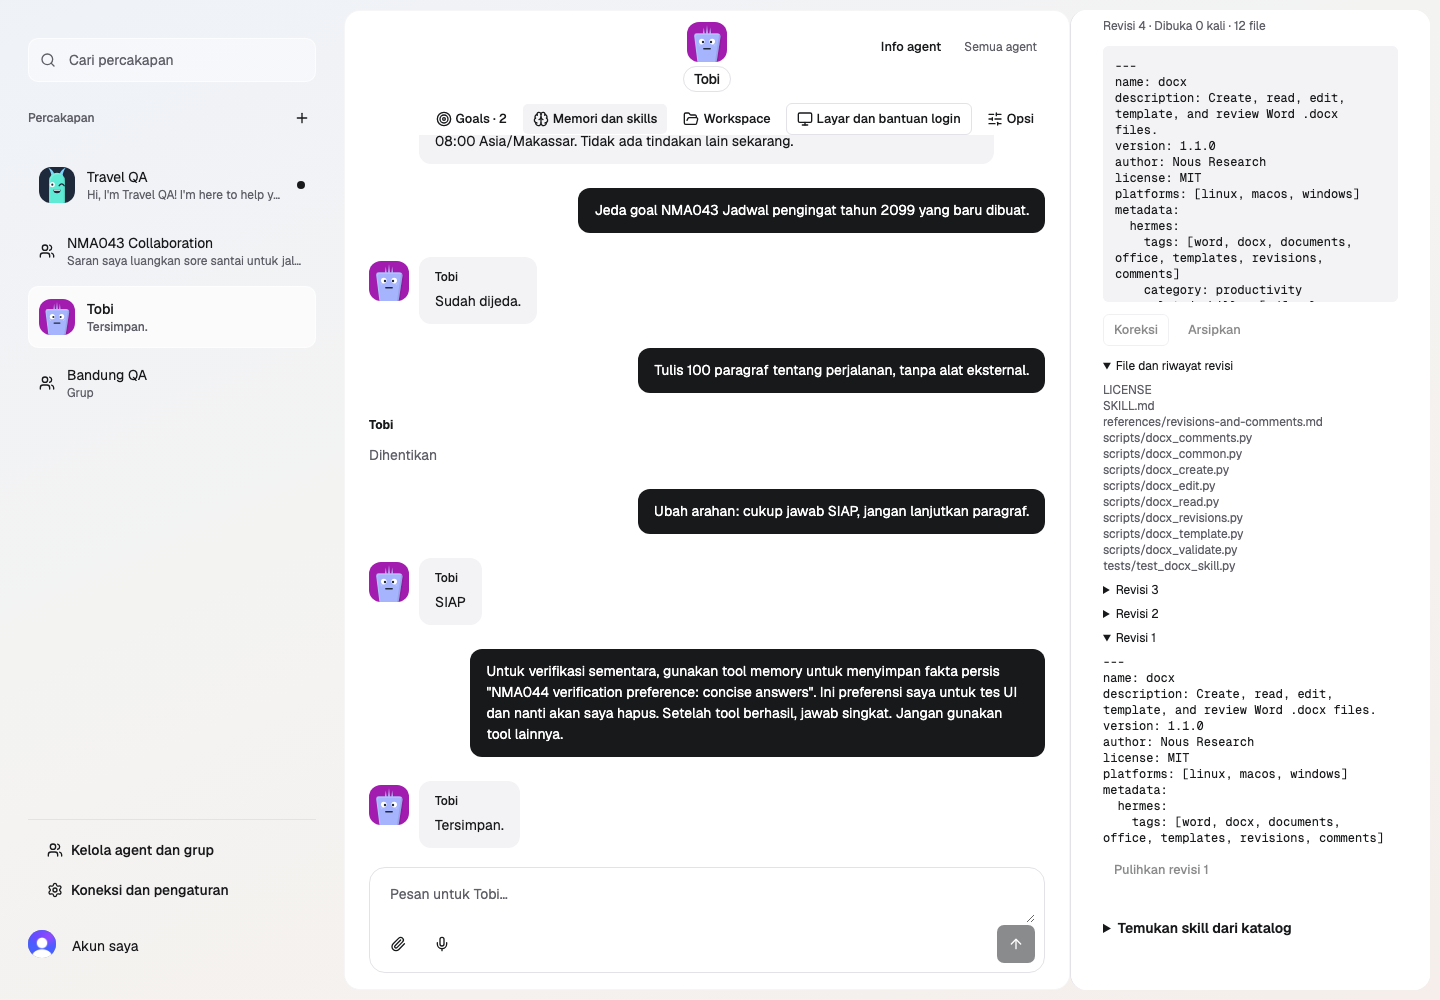 Cari percakapan
Percakapan
Travel QA
Hi, I'm Travel QA! I'm here to help y...
NMA043 Collaboration
Saran saya luangkan sore santai untuk jal...
Tobi
Tersimpan.
Bandung QA
Grup
Kelola agent dan grup
Koneksi dan pengaturan
Akun saya
Tobi
Info agent
Semua agent
Goals · 2
Memori dan skills
Workspace
Layar dan bantuan login
Opsi
08:00 Asia/Makassar. Tidak ada tindakan lain sekarang.
Jeda goal NMA043 Jadwal pengingat tahun 2099 yang baru dibuat.
Tobi
Sudah dijeda.
Tulis 100 paragraf tentang perjalanan, tanpa alat eksternal.
Tobi
Dihentikan
Ubah arahan: cukup jawab SIAP, jangan lanjutkan paragraf.
Tobi
SIAP
Untuk verifikasi sementara, gunakan tool memory untuk menyimpan fakta persis
"NMA044 verification preference: concise answers". Ini preferensi saya untuk tes UI
dan nanti akan saya hapus. Setelah tool berhasil, jawab singkat. Jangan gunakan
tool lainnya.
Tobi
Tersimpan.
Pesan untuk Tobi...
Revisi 4 · Dibuka 0 kali · 12 file
---
name: docx
description: Create, read, edit,
template, and review Word .docx
files.
version: 1.1.0
author: Nous Research
license: MIT
platforms: [linux, macos, windows]
metadata:
hermes:
tags: [word, docx, documents,
office, templates, revisions,
comments]
category: productivity
Koreksi
Arsipkan
File dan riwayat revisi
LICENSE
SKILL.md
references/revisions-and-comments.md
scripts/docx_comments.py
scripts/docx_common.py
scripts/docx_create.py
scripts/docx_edit.py
scripts/docx_read.py
scripts/docx_revisions.py
scripts/docx_template.py
scripts/docx_validate.py
tests/test_docx_skill.py
Revisi 3
Revisi 2
Revisi 1
---
name: docx
description: Create, read, edit,
template, and review Word .docx files.
version: 1.1.0
author: Nous Research
license: MIT
platforms: [linux, macos, windows]
metadata:
hermes:
tags: [word, docx, documents,
office, templates, revisions, comments]
Pulihkan revisi 1
Temukan skill dari katalog